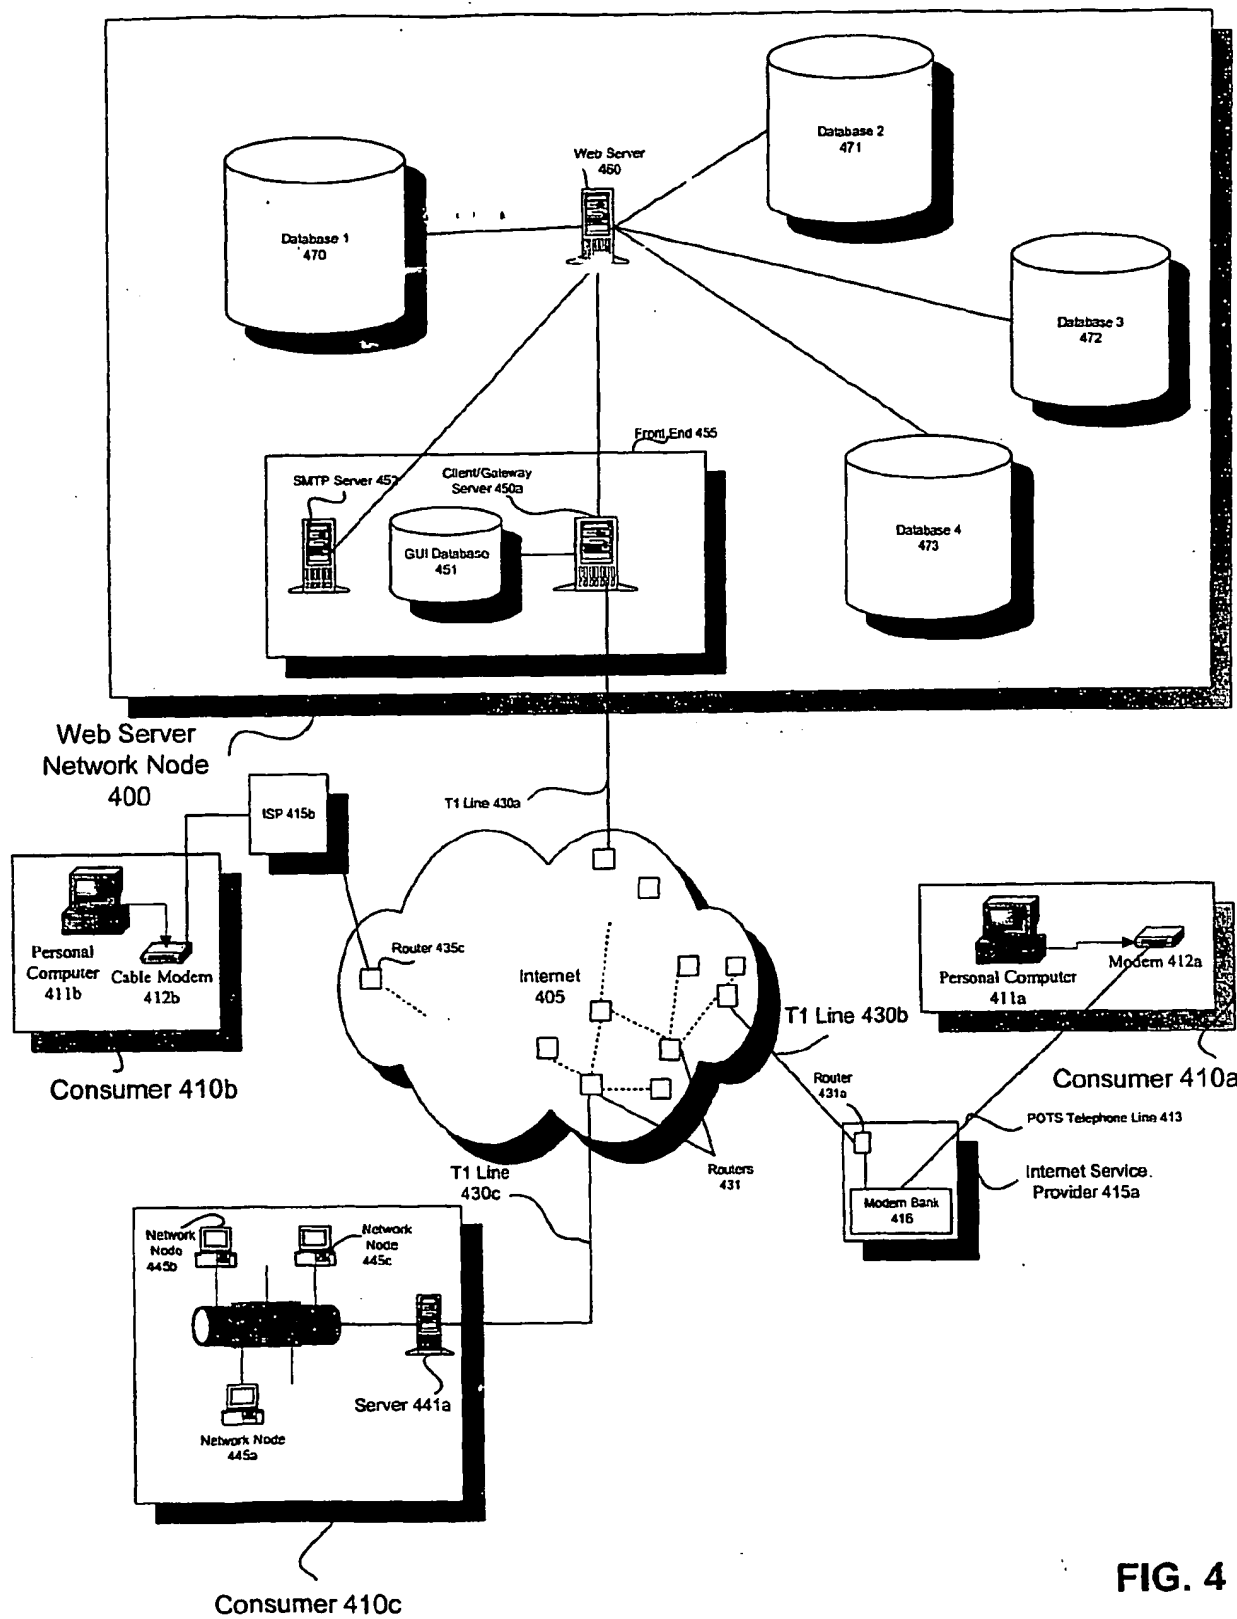 Database 2
471
Web Server
460
Database 1
470
Database 3
472
Front End 455
SMTP Server 452
Client/Gateway
Server 450a
GUI Database
451
Database 4
473
Web Server
Network Node
400
T1 Line 430a
ISP 415b
Personal
Computer
411b
Cable Modem
412b
Consumer 410b
Router 435c
Internet
405
T1 Line 430b
Personal Computer
411a
Modem 412a
Consumer 410a
Router
431a
POTS Telephone Line 413
Internet Service
Provider 415a
Modem Bank
416
Routers
431
T1 Line
430c
Network
Node
445b
Network
Node
445c
Server 441a
Network Node
445a
Consumer 410c
FIG. 4